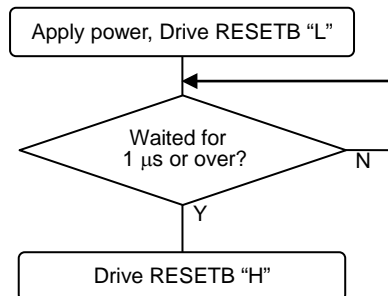 Apply power, Drive RESETB “L”
Waited for
1 μs or over?
N
Y
Drive RESETB “H”